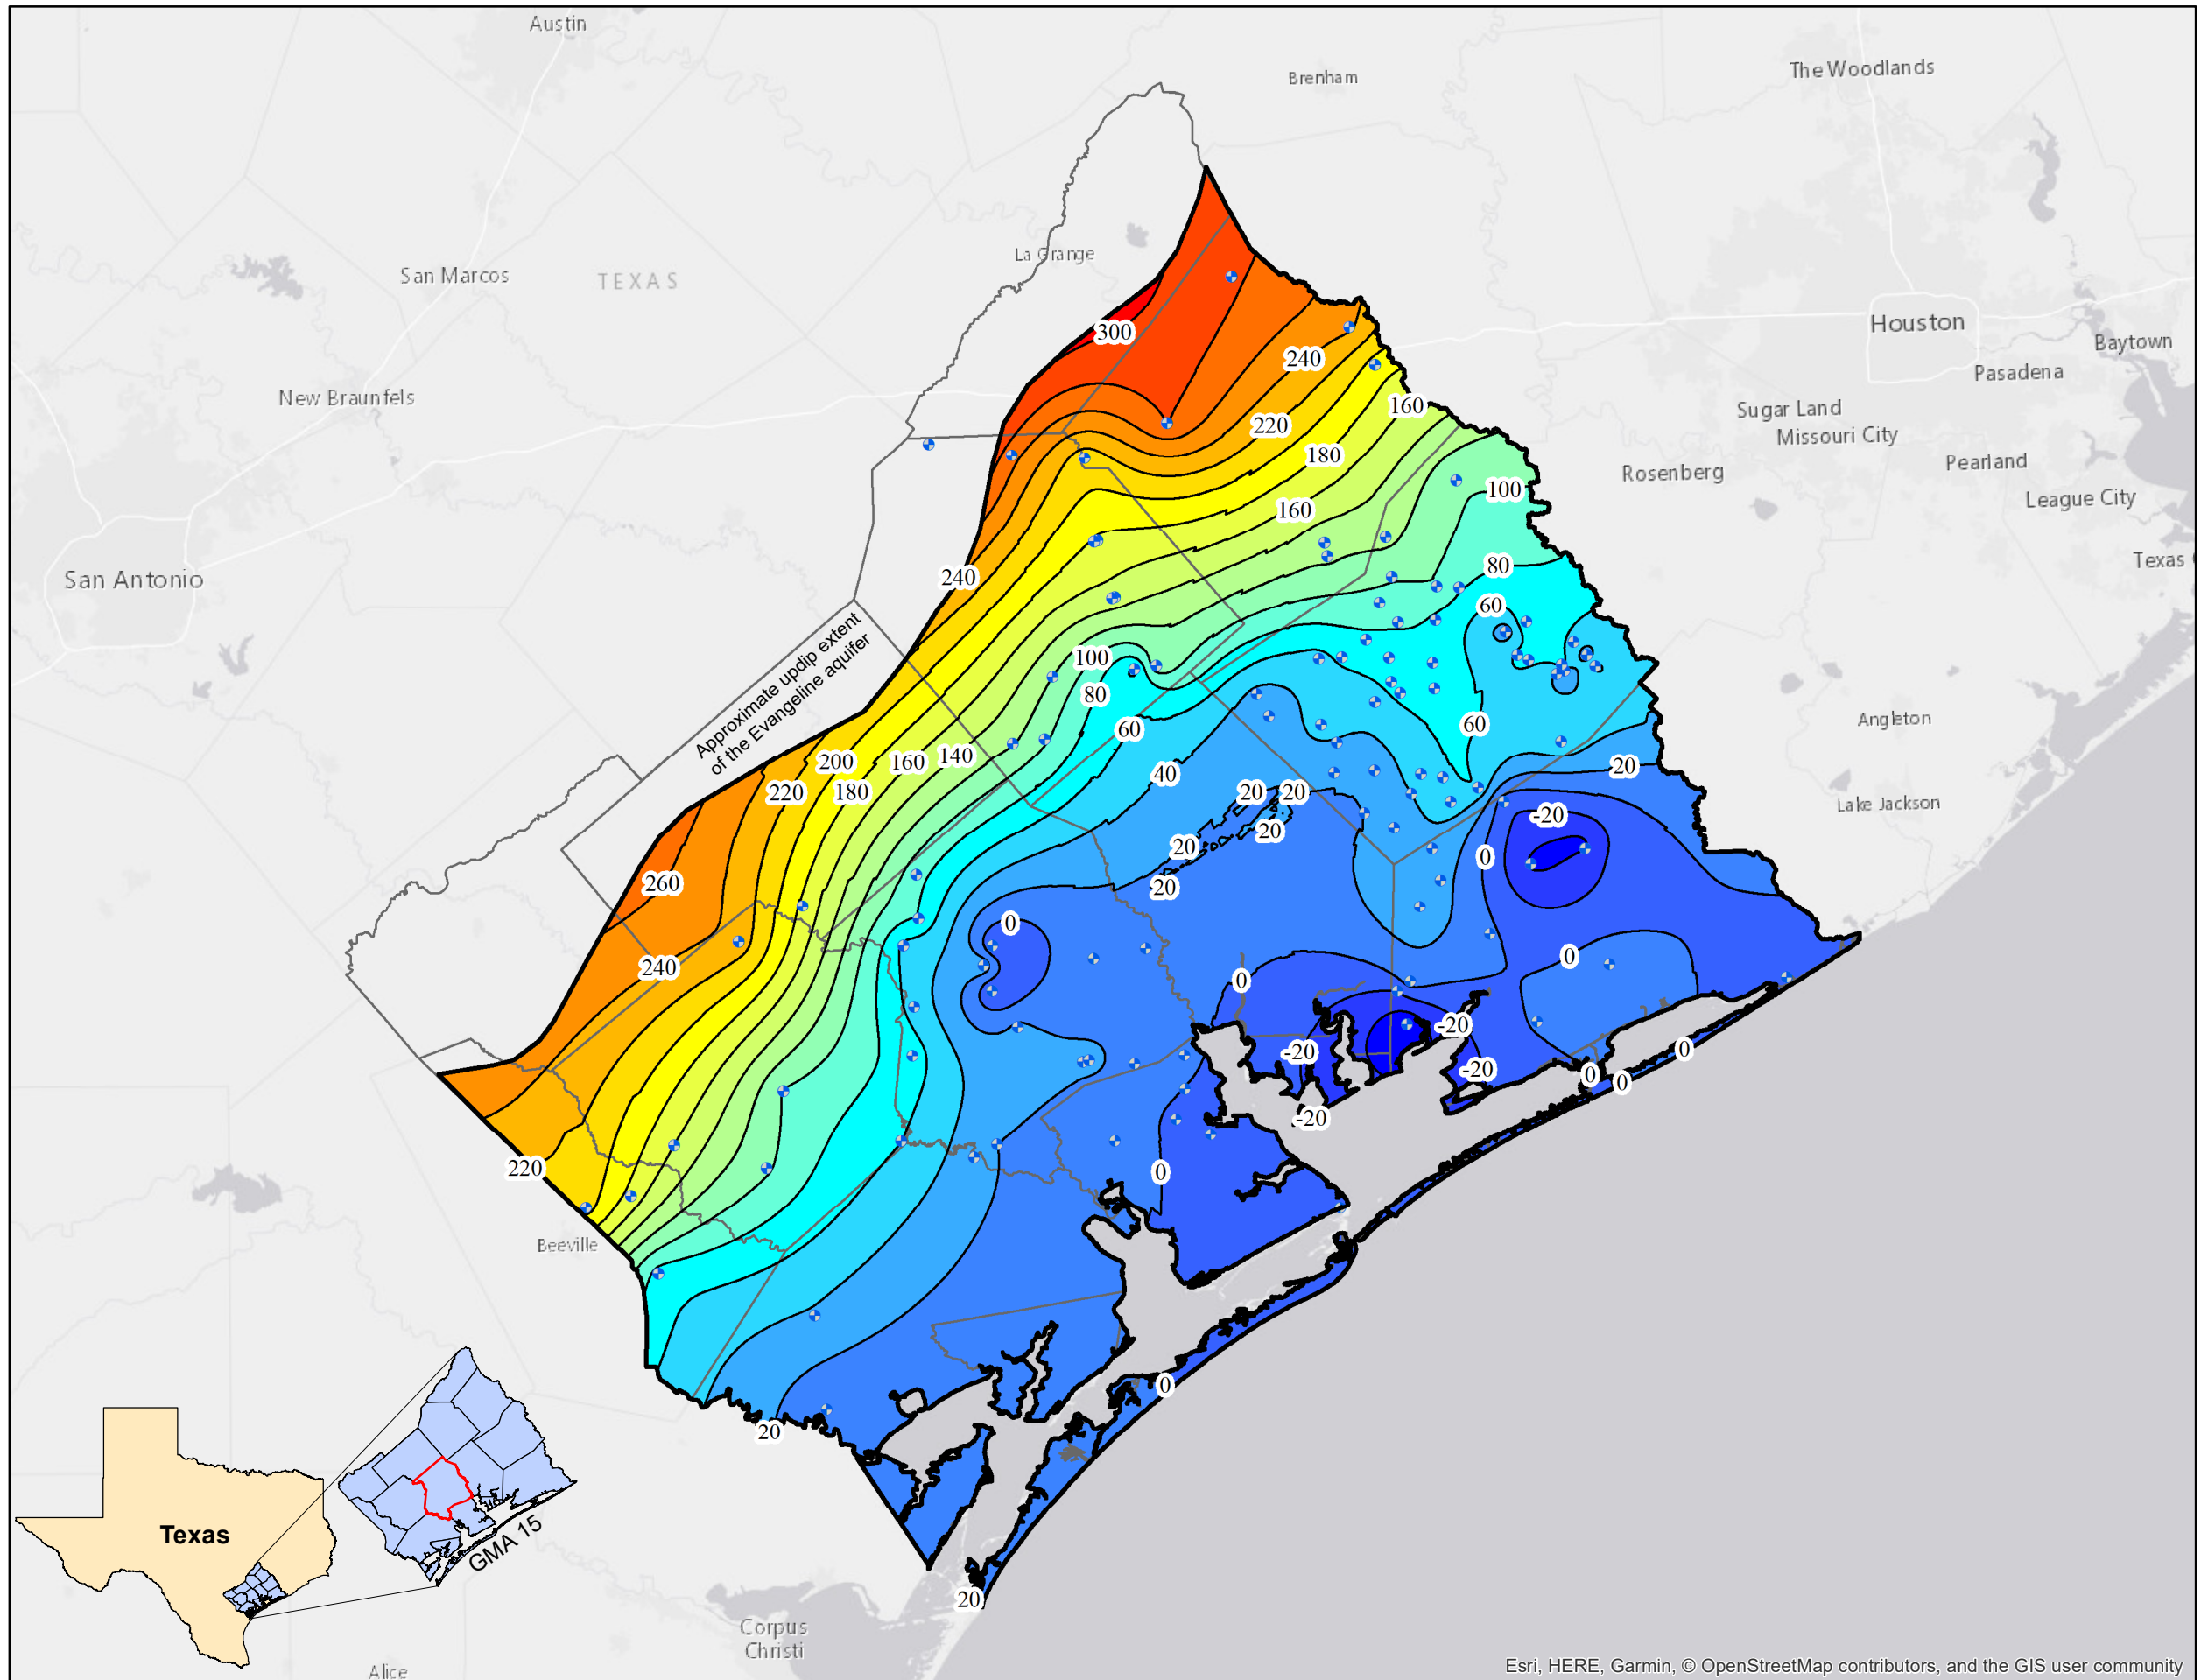 Austin
Brenham
The Woodlands
La Grange
San Marcos
TEXAS
Houston
300
Baytown
240
Pasadena
New Braunfels
160
Sugar Land
220
Missouri City
180
Pearland
Rosenberg
100
League City
160
Texas
80
San Antonio
240
60
Approximate updip extent
of the Evangeline aquifer
100
80
Angleton
60
60
200
160
140
40
20
220
180
20
20
Lake Jackson
-20
20
20
0
260
20
0
240
0
0
-20
-20
0
-20
0
0
-20
220
0
Beeville
0
20
Texas
GMA 15
20
Corpus
Christi
Alice
Esri, HERE, Garmin, © OpenStreetMap contributors, and the GIS user community